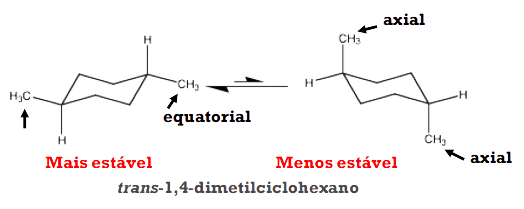 axial
H
CH3
H3C
CH3
H
H
equatorial
H
CH3
axial
Mais estável
Menos estável
trans-1,4-dimetilciclohexano